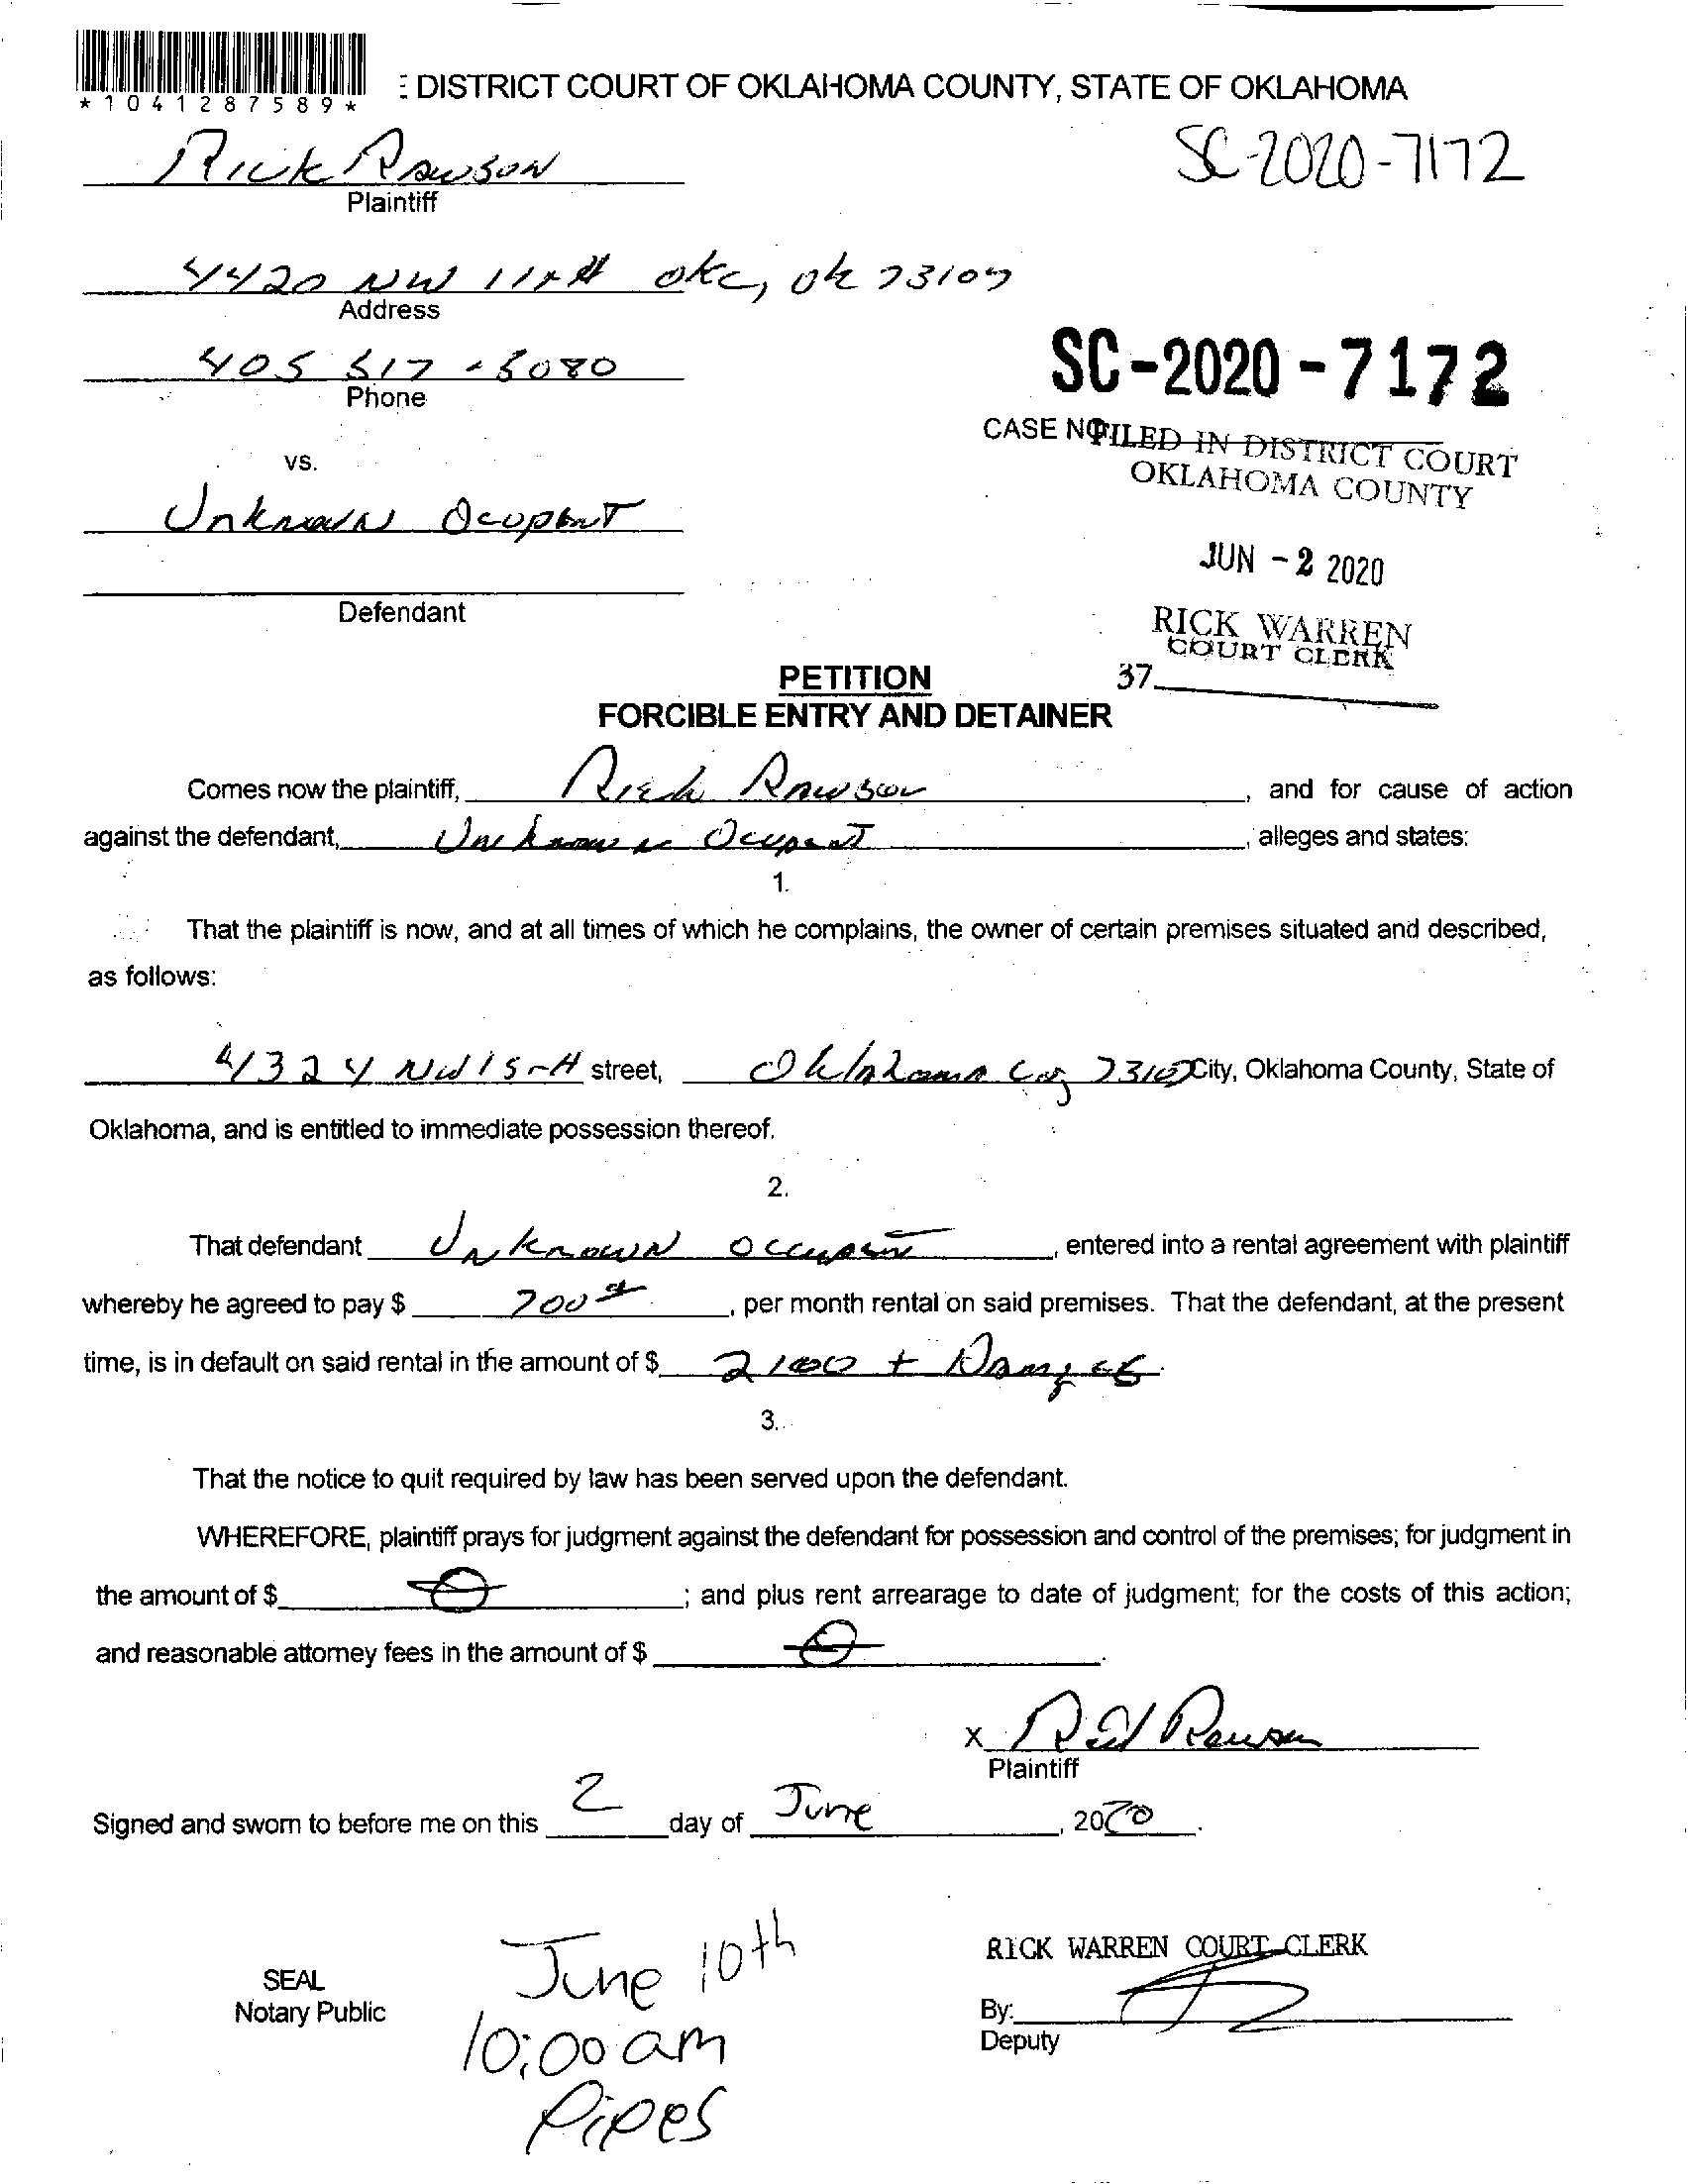 *1041287589*
DISTRICT COURT OF OKLAHOMA COUNTY, STATE OF OKLAHOMA
Rick Rawson
SC-2020-7172
Plaintiff
4420 NW 11th okc, ok 73107
Address
405 517-5080
Phone
SC-2020-7172
CASE NO
FILED IN DISTRICT COURT
OKLAHOMA COUNTY
vs.
Unknown Ocupant
JUN - 2 2020
Defendant
RICK WARREN
COURT CLERK
37
PETITION
FORCIBLE ENTRY AND DETAINER
Comes now the plaintiff, Rick Rawson, and for cause of action
against the defendant, Unknown Ocupant, alleges and states:
1.
That the plaintiff is now, and at all times of which he complains, the owner of certain premises situated and described,
as follows:
4324 NW 15th street, Oklahoma City 73107 City, Oklahoma County, State of
Oklahoma, and is entitled to immediate possession thereof.
2.
That defendant Unknown Occupant, entered into a rental agreement with plaintiff
whereby he agreed to pay $ 700, per month rental on said premises. That the defendant, at the present
time, is in default on said rental in the amount of $ 2100 + Damges.
3.
That the notice to quit required by law has been served upon the defendant.
WHEREFORE, plaintiff prays for judgment against the defendant for possession and control of the premises; for judgment in
the amount of $ 0; and plus rent arrearage to date of judgment; for the costs of this action;
and reasonable attorney fees in the amount of $ 0.
X Rick Rawson
Plaintiff
Signed and sworn to before me on this 2 day of June, 2020.
June 10th
10:00 am
Pipes
SEAL
Notary Public
RICK WARREN COURT CLERK
By:
Deputy